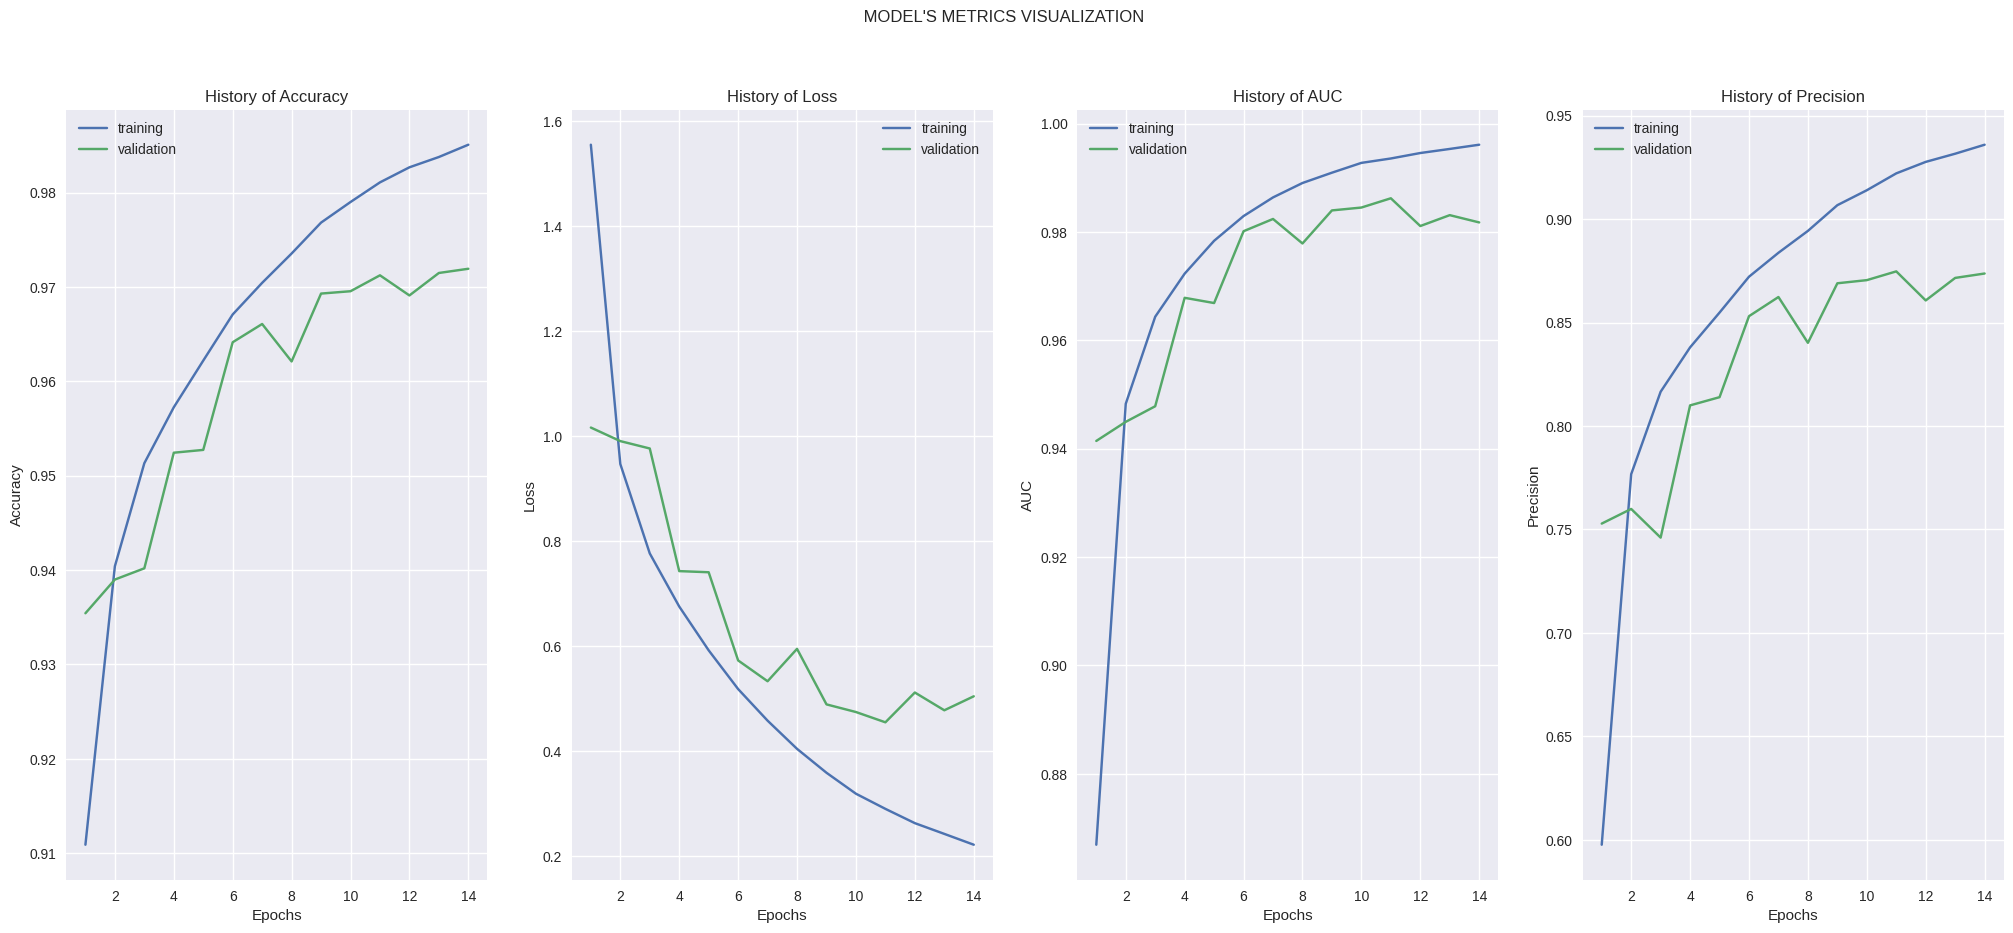 MODEL'S METRICS VISUALIZATION
History of Accuracy
training
validation
0.98
0.97
0.96
0.95
0.94
0.93
0.92
0.91
Accuracy
2 4 6 8 10 12 14
Epochs
History of Loss
training
validation
1.6
1.4
1.2
1.0
0.8
0.6
0.4
0.2
Loss
2 4 6 8 10 12 14
Epochs
History of AUC
training
validation
1.00
0.98
0.96
0.94
0.92
0.90
0.88
AUC
2 4 6 8 10 12 14
Epochs
History of Precision
training
validation
0.95
0.90
0.85
0.80
0.75
0.70
0.65
0.60
Precision
2 4 6 8 10 12 14
Epochs